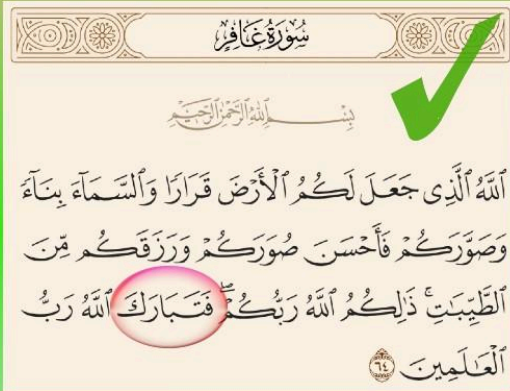 سُورَةُ غَافِرٍ
بِسْمِ ٱللَّهِ ٱلرَّحْمَٰنِ ٱلرَّحِيمِ
ٱللَّهُ ٱلَّذِى جَعَلَ لَكُمُ ٱلْأَرْضَ قَرَارًا وَٱلسَّمَآءَ بِنَآءً
وَصَوَّرَكُمْ فَأَحْسَنَ صُوَرَكُمْ وَرَزَقَكُم مِّنَ
ٱلطَّيِّبَٰتِ ۚ ذَٰلِكُمُ ٱللَّهُ رَبُّكُمْ ۖ فَتَبَارَكَ ٱللَّهُ رَبُّ
ٱلْعَٰلَمِينَ ٦٤